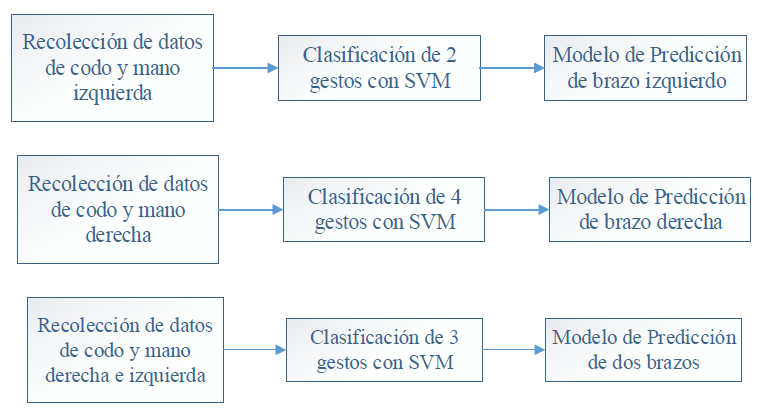 Recolección de datos
de codo y mano
izquierda
Clasificación de 2
gestos con SVM
Modelo de Predicción
de brazo izquierdo
Recolección de datos
de codo y mano
derecha
Clasificación de 4
gestos con SVM
Modelo de Predicción
de brazo derecha
Recolección de datos
de codo y mano
derecha e izquierda
Clasificación de 3
gestos con SVM
Modelo de Predicción
de dos brazos